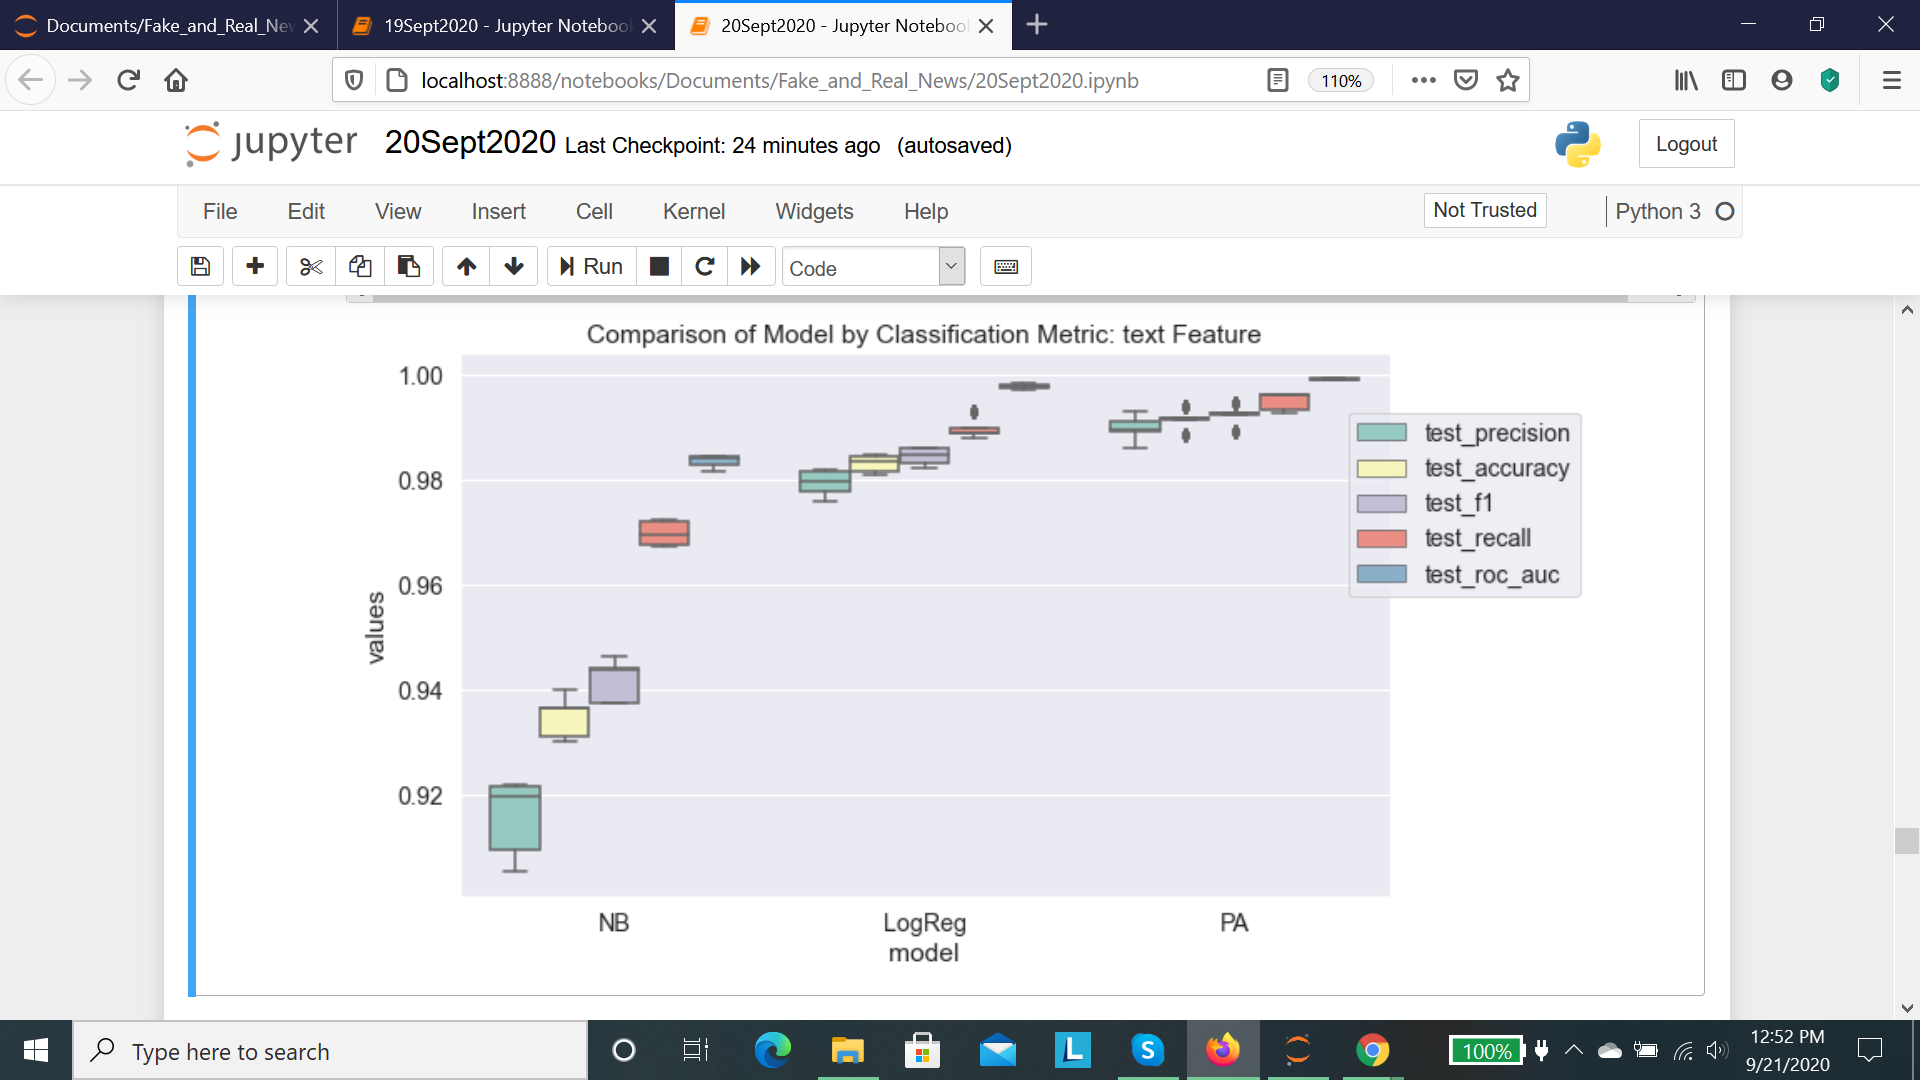 Documents/Fake_and_Real_Ne
19Sept2020 - Jupyter Noteboo
20Sept2020 - Jupyter Noteboo
localhost:8888/notebooks/Documents/Fake_and_Real_News/20Sept2020.ipynb
110%
jupyter 20Sept2020 Last Checkpoint: 24 minutes ago (autosaved)
Logout
File Edit View Insert Cell Kernel Widgets Help
Not Trusted
Python 3
Run
Code
Comparison of Model by Classification Metric: text Feature
1.00
0.98
0.96
0.94
0.92
values
test_precision
test_accuracy
test_f1
test_recall
test_roc_auc
NB LogReg PA
model
Type here to search
L
S
100%
12:52 PM
9/21/2020